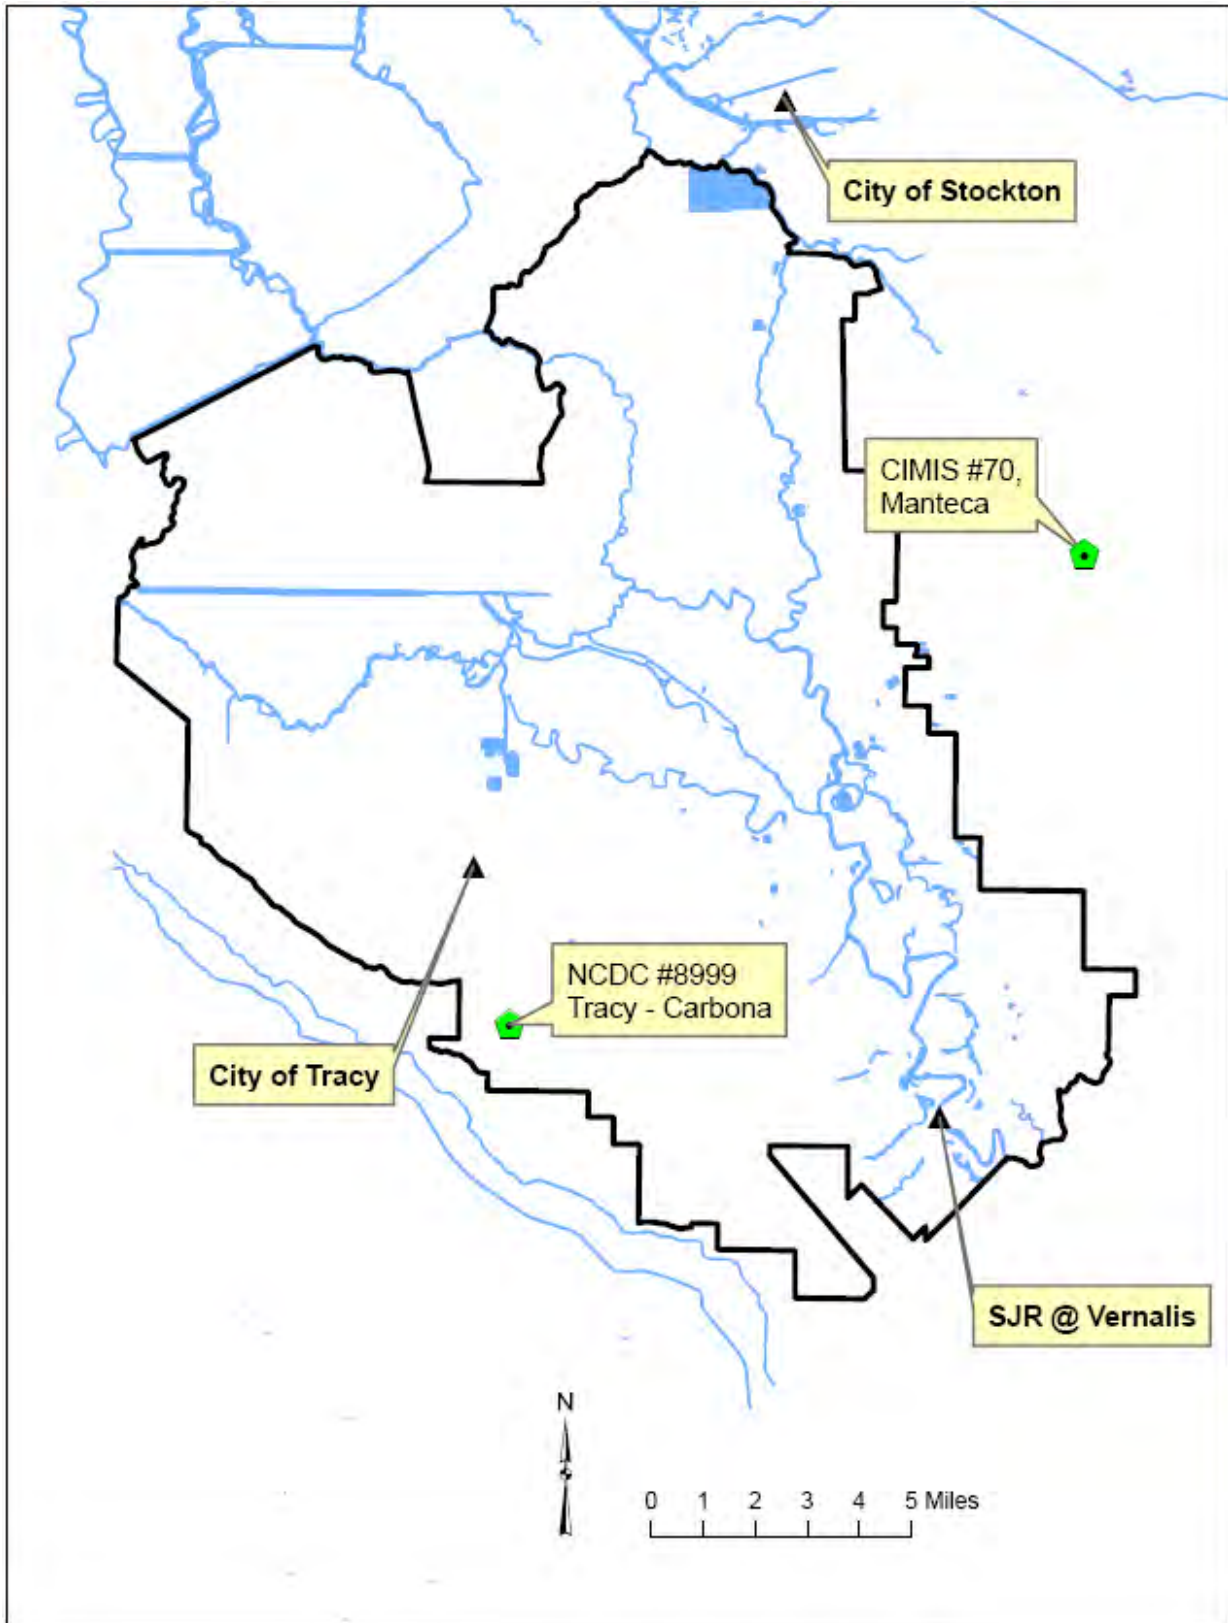 City of Stockton
CIMIS #70,
Manteca
NCDC #8999
Tracy - Carbona
City of Tracy
SJR @ Vernalis
N
0 1 2 3 4 5 Miles